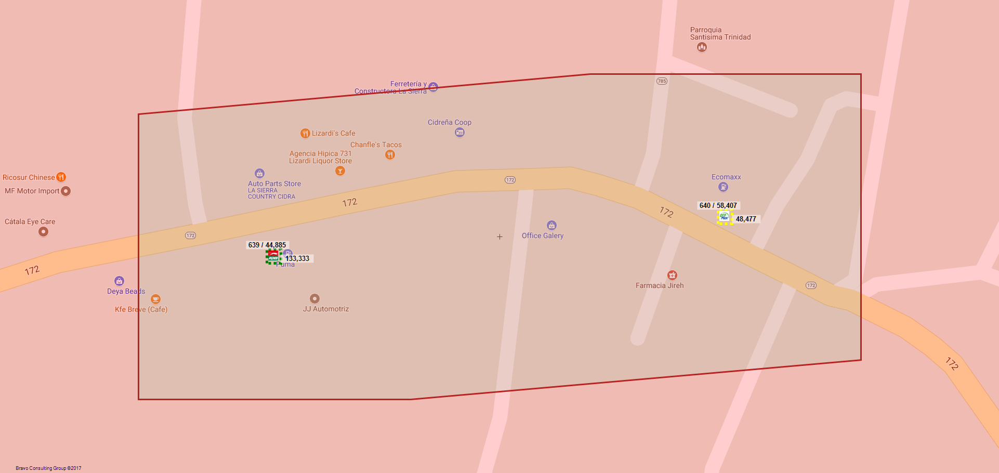 Parroquia
Santisima Trinidad
785
Ferretería y
Constructora La Sierra
Cidreña Coop
Lizardi's Cafe
Chanfle's Tacos
Agencia Hipica 731
Lizardi Liquor Store
Ricosur Chinese
MF Motor Import
Auto Parts Store
LA SIERRA
COUNTRY CIDRA
172
172
Ecomaxx
640 / 58,407
ECO
Max
48,477
172
Cátala Eye Care
172
Office Galery
639 / 44,885
PUMA
133,333
Puma
172
Farmacia Jireh
172
Deya Beads
Kfe Breve (Cafe)
JJ Automotriz
172
Bravo Consulting Group ©2017